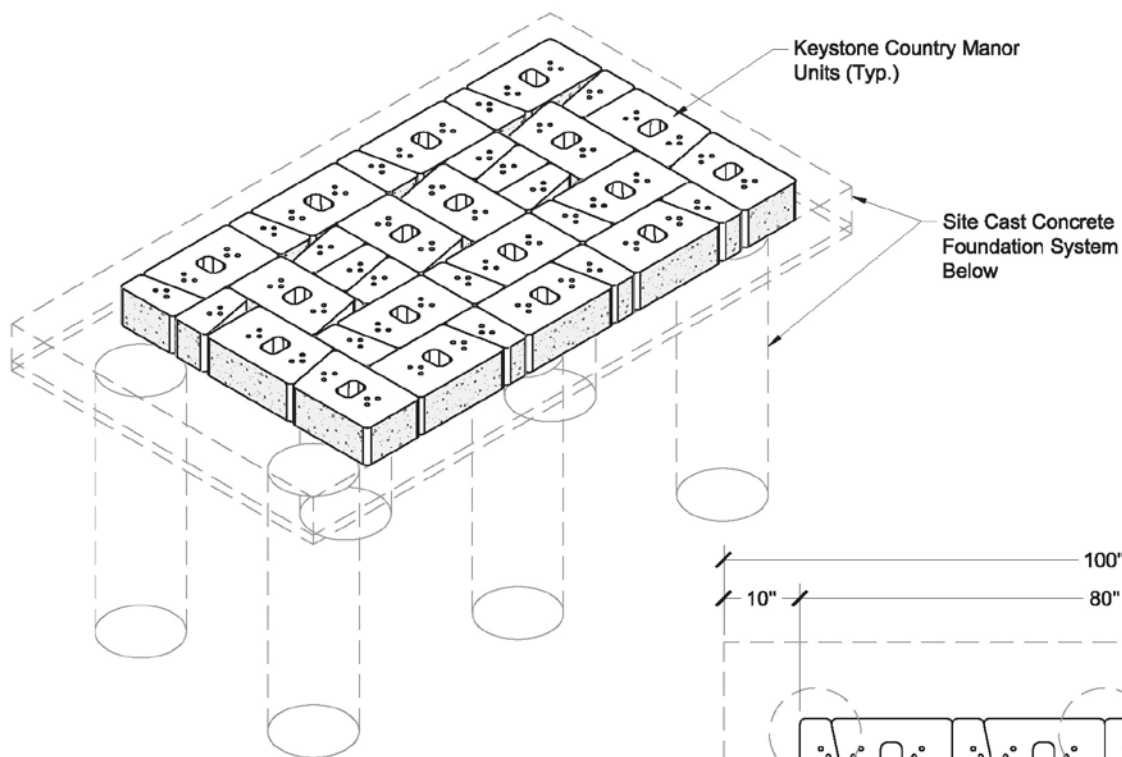 Keystone Country Manor
Units (Typ.)
Site Cast Concrete
Foundation System
Below
100"
10"
80"